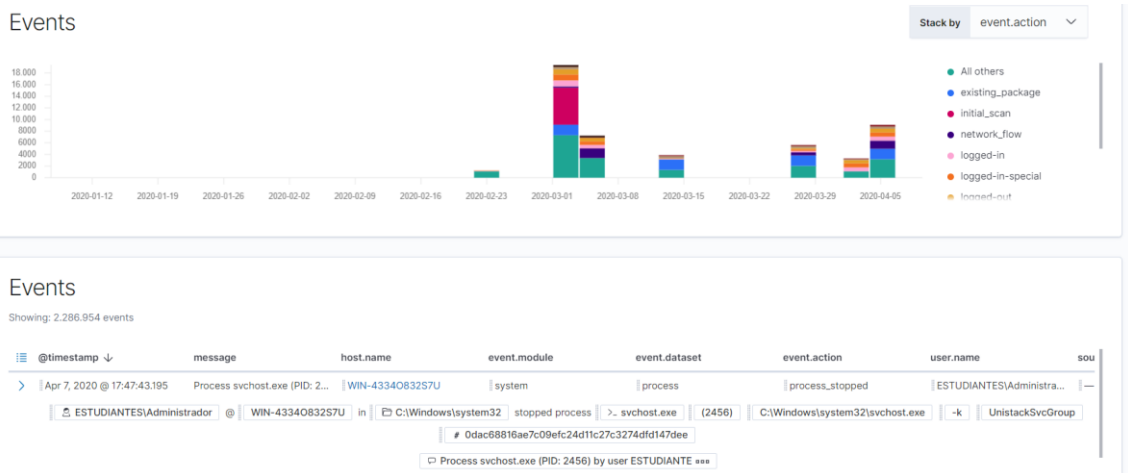 Events
Stack by event.action
18.000
16.000
14.000
12.000
10.000
8000
6000
4000
2000
0
2020-01-12 2020-01-19 2020-01-26 2020-02-02 2020-02-09 2020-02-16 2020-02-23 2020-03-01 2020-03-08 2020-03-15 2020-03-22 2020-03-29 2020-04-05
All others
existing_package
initial_scan
network_flow
logged-in
logged-in-special
logged-out
Events
Showing: 2.286.954 events
@timestamp ↓ message host.name event.module event.dataset event.action user.name sou
Apr 7, 2020 @ 17:47:43.195 Process svchost.exe (PID: 2... WIN-4334O832S7U system process process_stopped ESTUDIANTES\Administra... —
ESTUDIANTES\Administrador @ WIN-4334O832S7U in C:\Windows\system32 stopped process >_ svchost.exe (2456) C:\Windows\system32\svchost.exe -k UnistackSvcGroup
# 0dac68816ae7c09efc24d11c27c3274dfd147dee
Process svchost.exe (PID: 2456) by user ESTUDIANTE